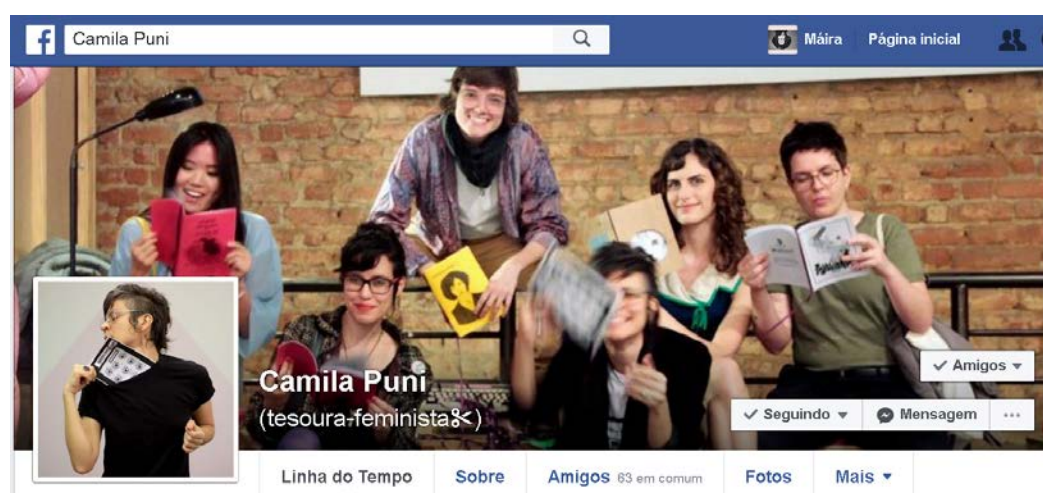 f Camila Puni Máira Página inicial
Camila Puni
(tesoura-feminista✂)
✓ Amigos ▾
✓ Seguindo ▾ Mensagem ...
Linha do Tempo Sobre Amigos 63 em comum Fotos Mais ▾